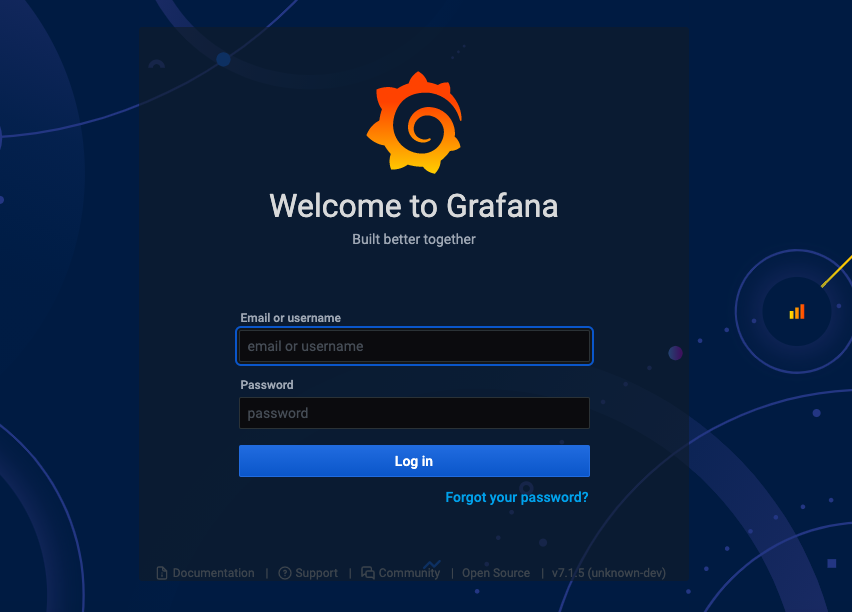 Welcome to Grafana
Built better together
Email or username
email or username
Password
password
Log in
Forgot your password?
Documentation | Support | Community | Open Source | v7.1.5 (unknown-dev)